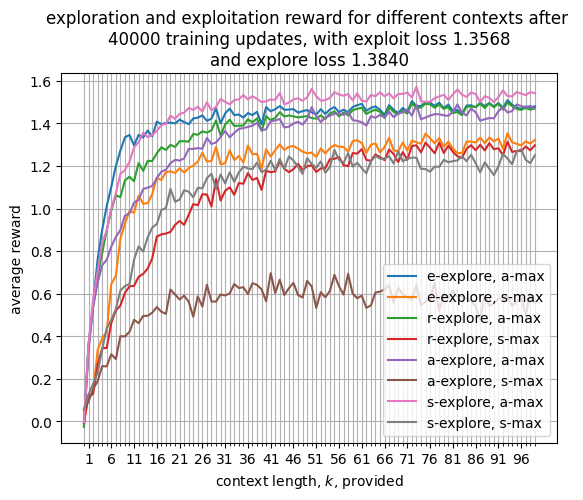 exploration and exploitation reward for different contexts after
40000 training updates, with exploit loss 1.3568
and explore loss 1.3840
1.6
1.4
1.2
1.0
0.8
0.6
0.4
0.2
0.0
average reward
e-explore, a-max
e-explore, s-max
r-explore, a-max
r-explore, s-max
a-explore, a-max
a-explore, s-max
s-explore, a-max
s-explore, s-max
1 6 11 16 21 26 31 36 41 46 51 56 61 66 71 76 81 86 91 96
context length, k, provided